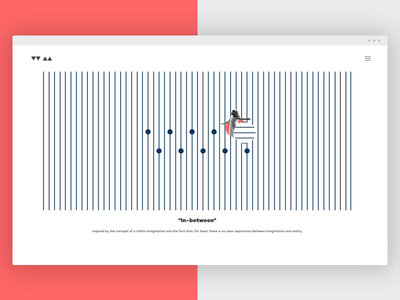 "In-between"
Inspired by the concept of a child's imagination and the fact that, for them, there is no clear separation between imagination and reality.